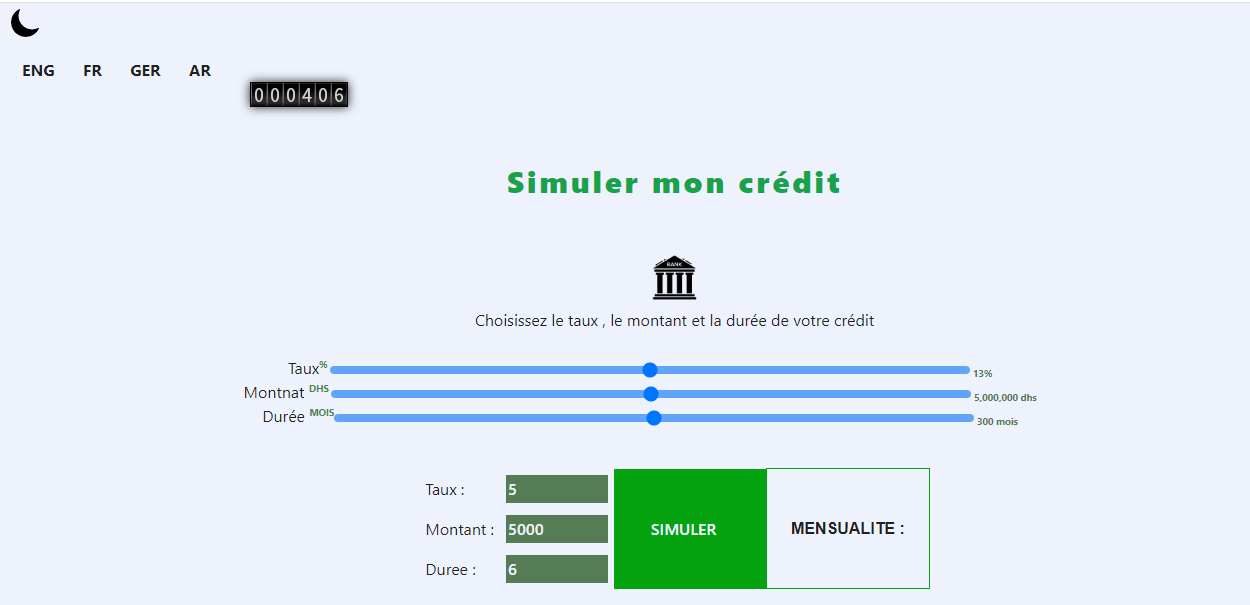 ENG FR GER AR
000406
Simuler mon crédit
BANK
Choisissez le taux , le montant et la durée de votre crédit
Taux% 13%
Montnat DHS 5,000,000 dhs
Durée MOIS 300 mois
Taux : 5
Montant : 5000
Duree : 6
SIMULER
MENSUALITE :